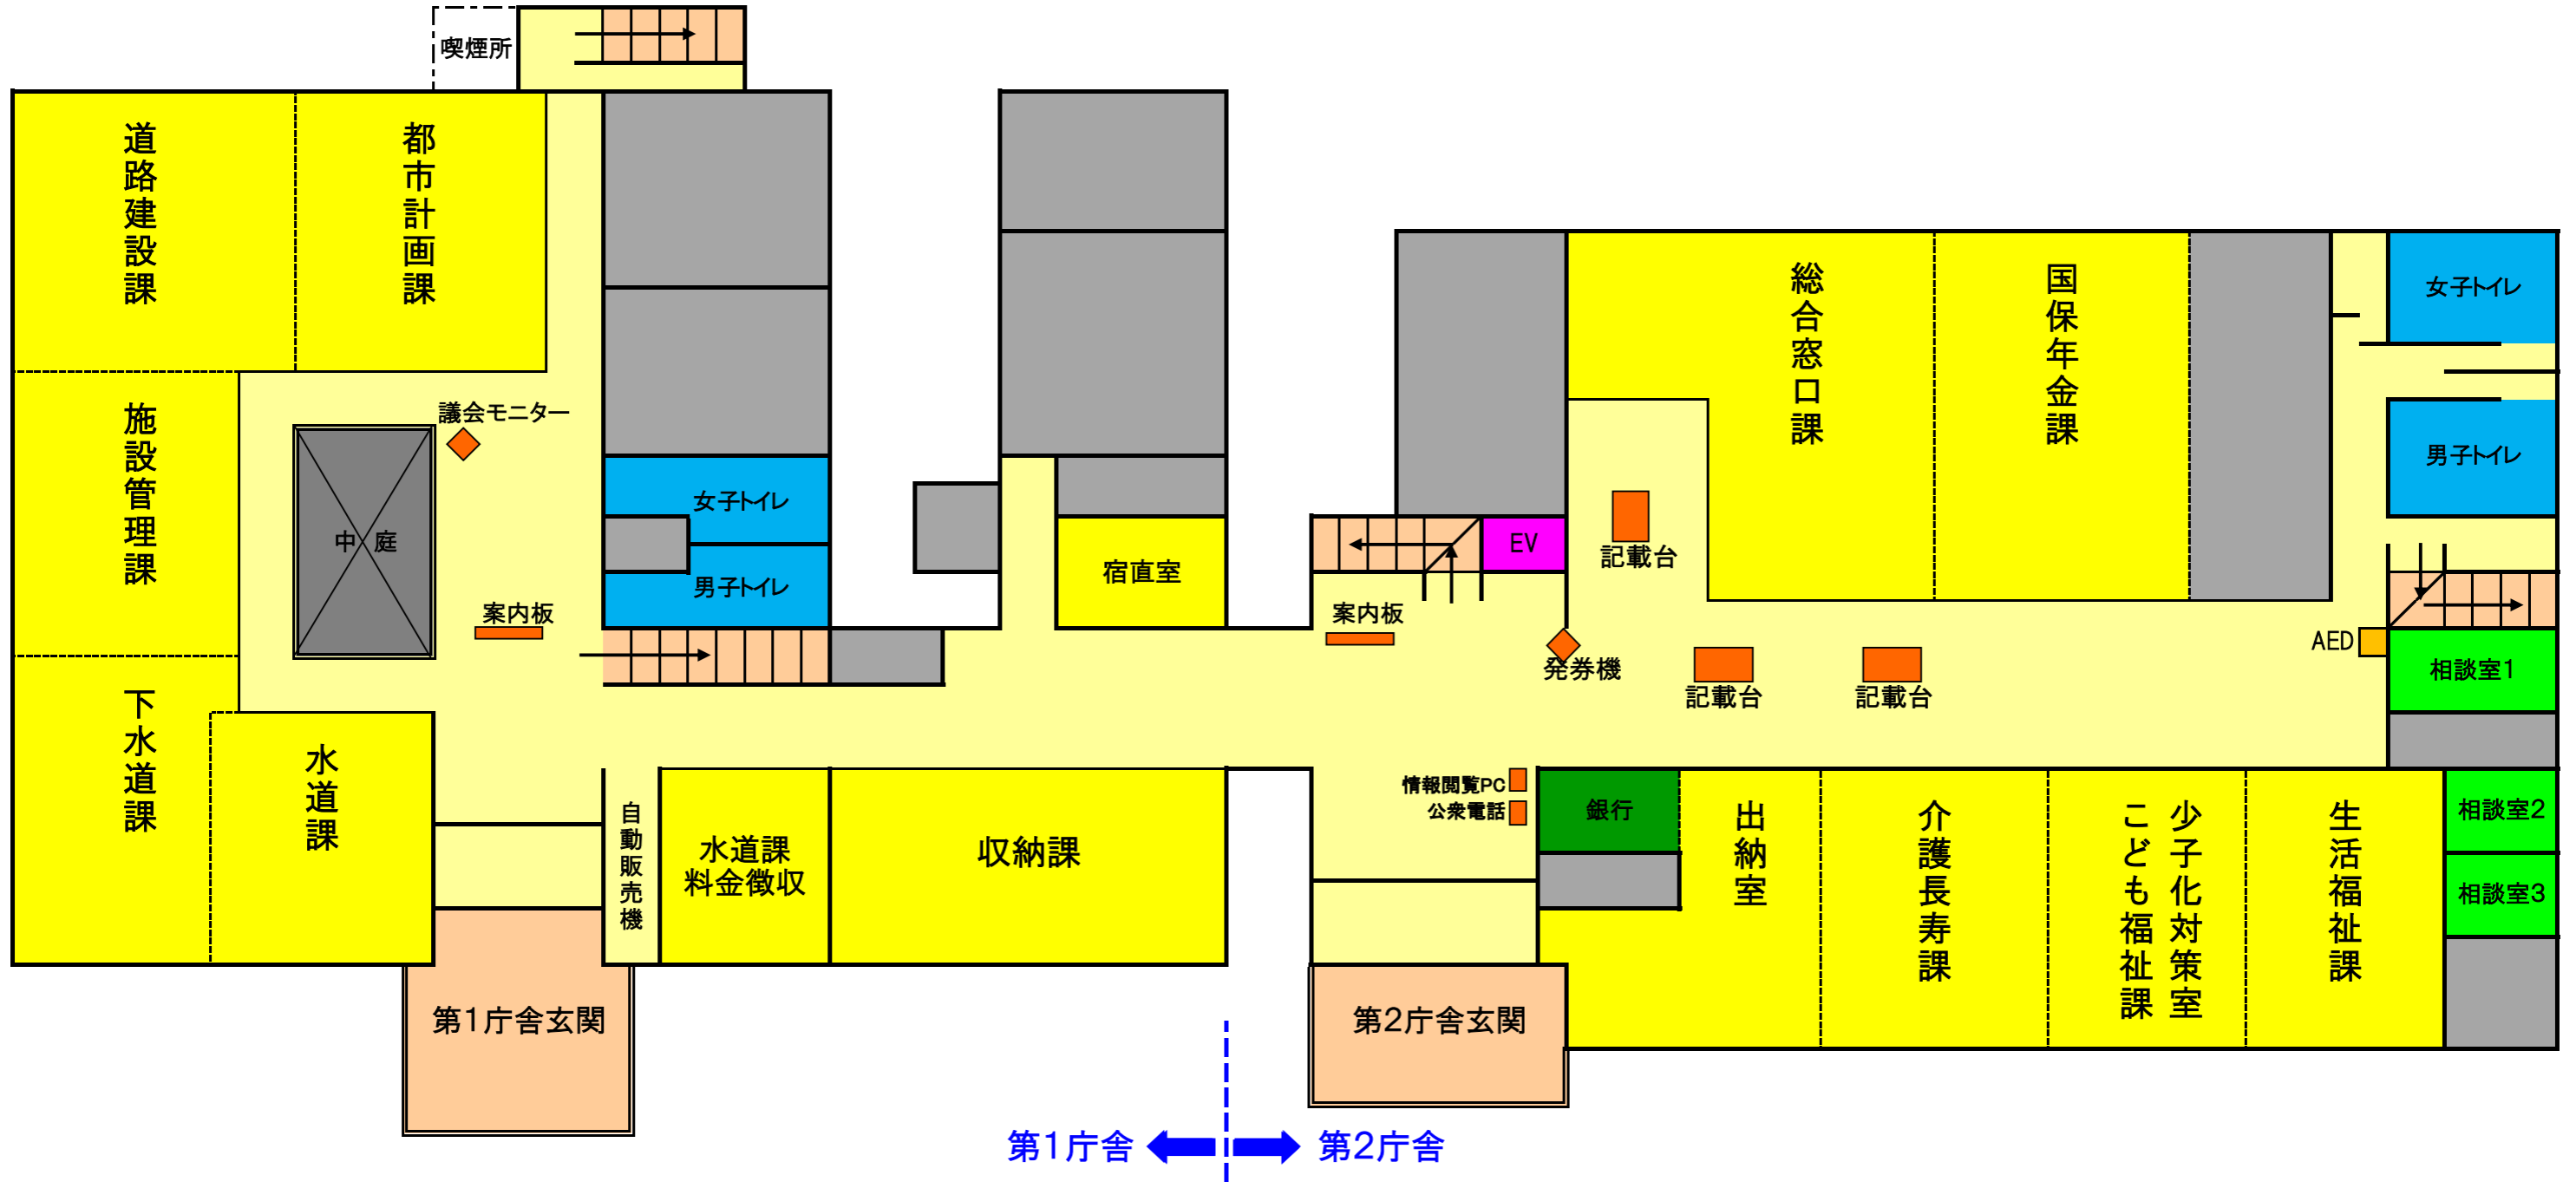 喫煙所
道路建設課
都市計画課
総合窓口課
国保年金課
女子トイレ
議会モニター
施設管理課
男子トイレ
女子トイレ
中庭
EV
記載台
宿直室
男子トイレ
案内板
案内板
AED
発券機
相談室1
下水道課
記載台
記載台
水道課
情報閲覧PC
公衆電話
銀行
自動販売機
水道課
料金徴収
収納課
出納室
介護長寿課
少子化対策室
こども福祉課
生活福祉課
相談室2
相談室3
第1庁舎玄関
第2庁舎玄関
第1庁舎
第2庁舎